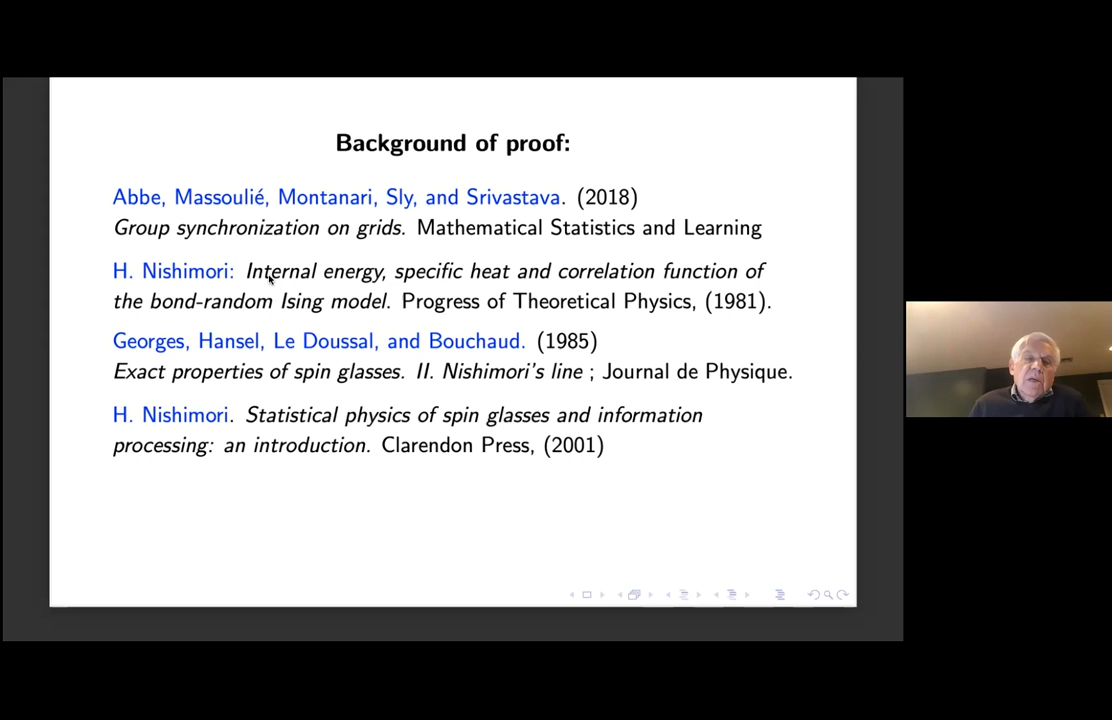 Background of proof:
Abbe, Massoulié, Montanari, Sly, and Srivastava. (2018)
Group synchronization on grids. Mathematical Statistics and Learning
H. Nishimori: Internal energy, specific heat and correlation function of
the bond-random Ising model. Progress of Theoretical Physics, (1981).
Georges, Hansel, Le Doussal, and Bouchaud. (1985)
Exact properties of spin glasses. II. Nishimori's line ; Journal de Physique.
H. Nishimori. Statistical physics of spin glasses and information
processing: an introduction. Clarendon Press, (2001)